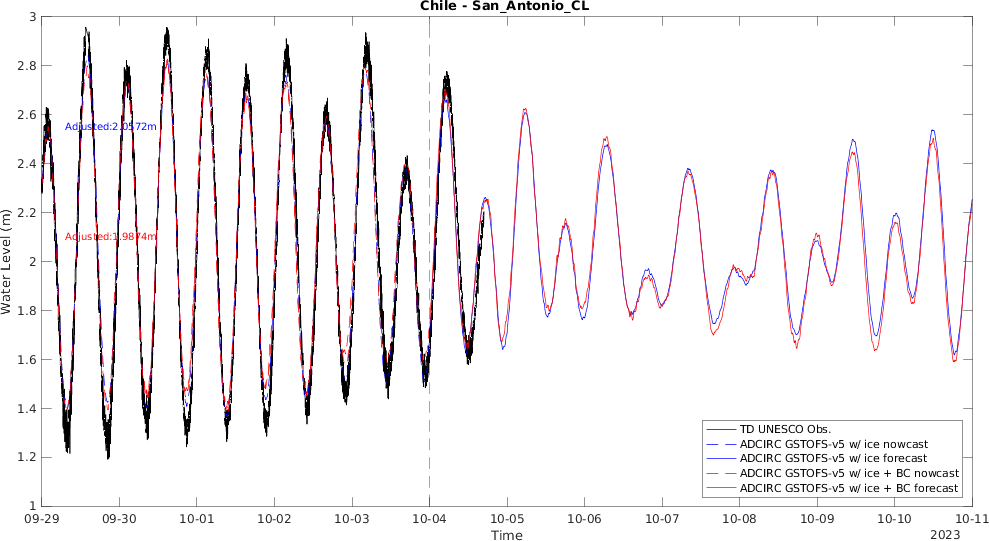 Chile - San_Antonio_CL
3
2.8
2.6
2.4
2.2
2
1.8
1.6
1.4
1.2
1
Water Level (m)
Adjusted:2.0572m
Adjusted:1.9874m
TD UNESCO Obs.
ADCIRC GSTOFS-v5 w/ ice nowcast
ADCIRC GSTOFS-v5 w/ ice forecast
ADCIRC GSTOFS-v5 w/ ice + BC nowcast
ADCIRC GSTOFS-v5 w/ ice + BC forecast
09-29 09-30 10-01 10-02 10-03 10-04 10-05 10-06 10-07 10-08 10-09 10-10 10-11
Time
2023